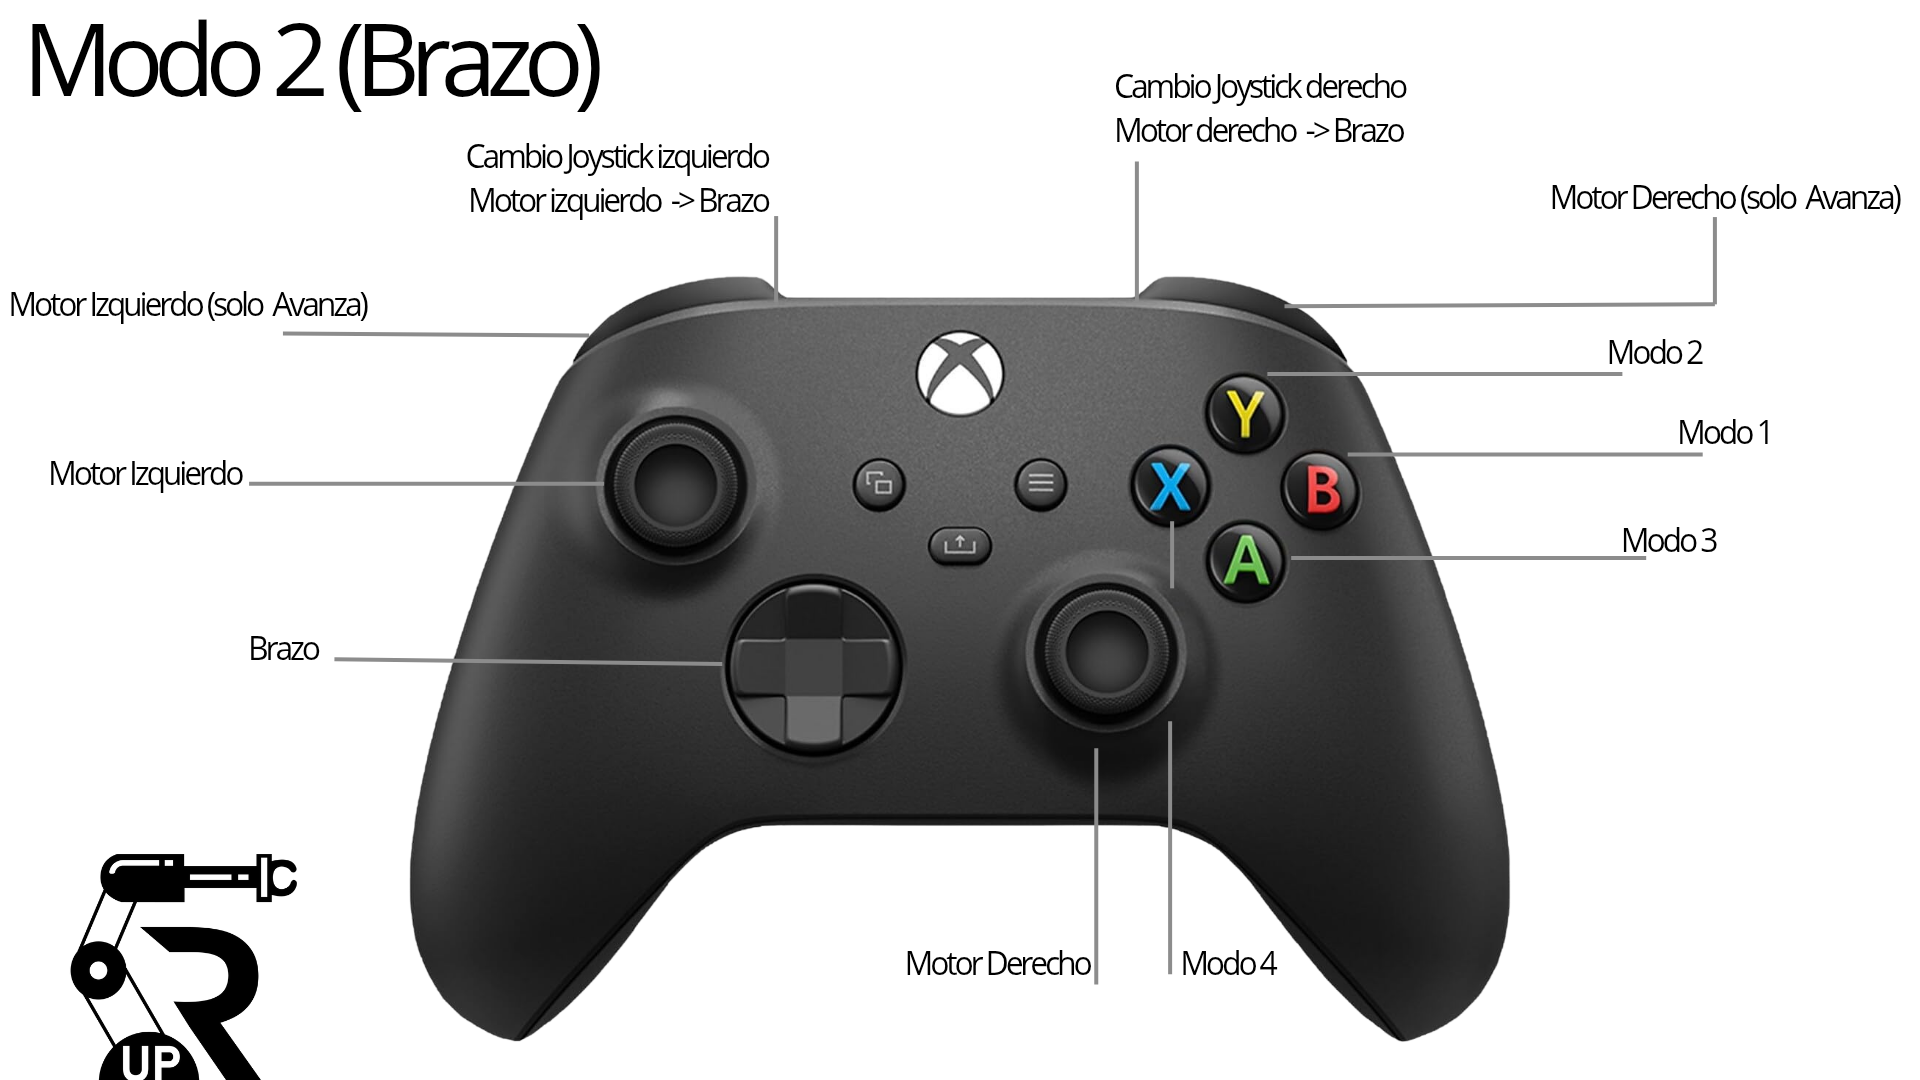 Modo 2 (Brazo)
Cambio Joystick derecho
Motor derecho -> Brazo
Cambio Joystick izquierdo
Motor izquierdo -> Brazo
Motor Derecho (solo Avanza)
Motor Izquierdo (solo Avanza)
Modo 2
Y
Modo 1
Motor Izquierdo
X
B
Modo 3
A
Brazo
Motor Derecho
Modo 4
R
UP